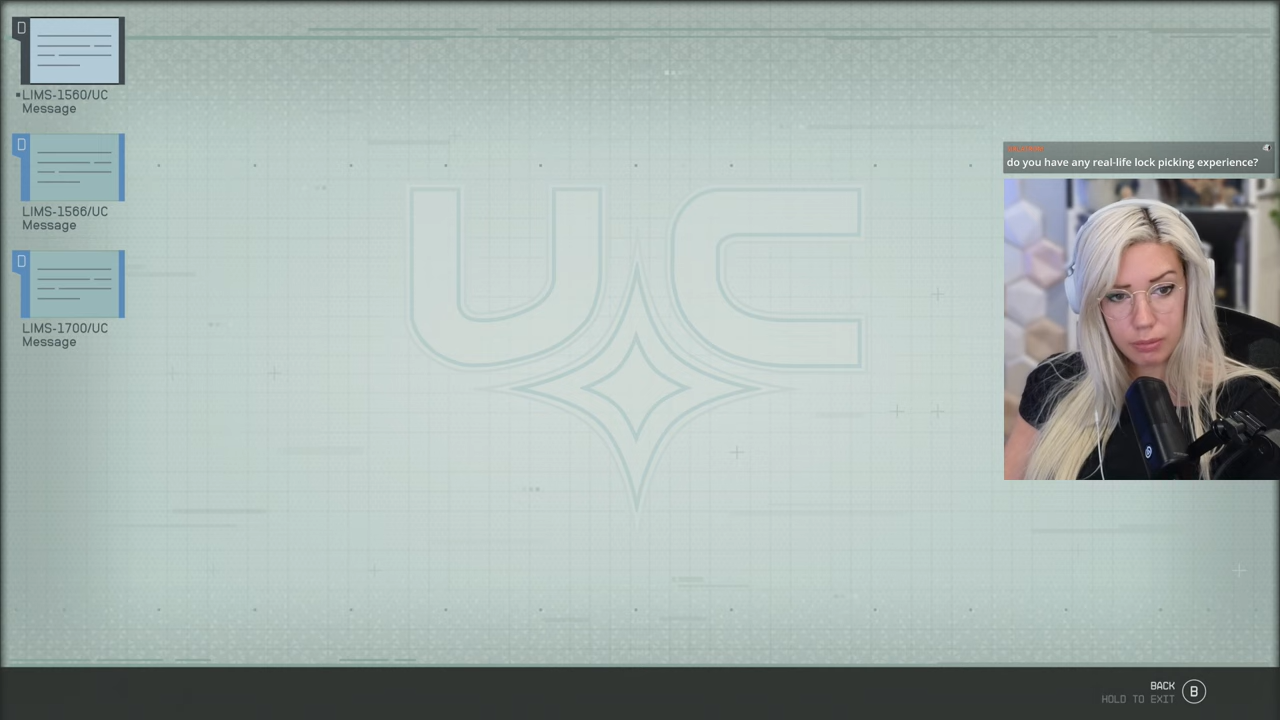 D
LIMS-1560/UC
Message
D
LIMS-1566/UC
Message
D
LIMS-1700/UC
Message
UC
do you have any real-life lock picking experience?
BACK
HOLD TO EXIT
B